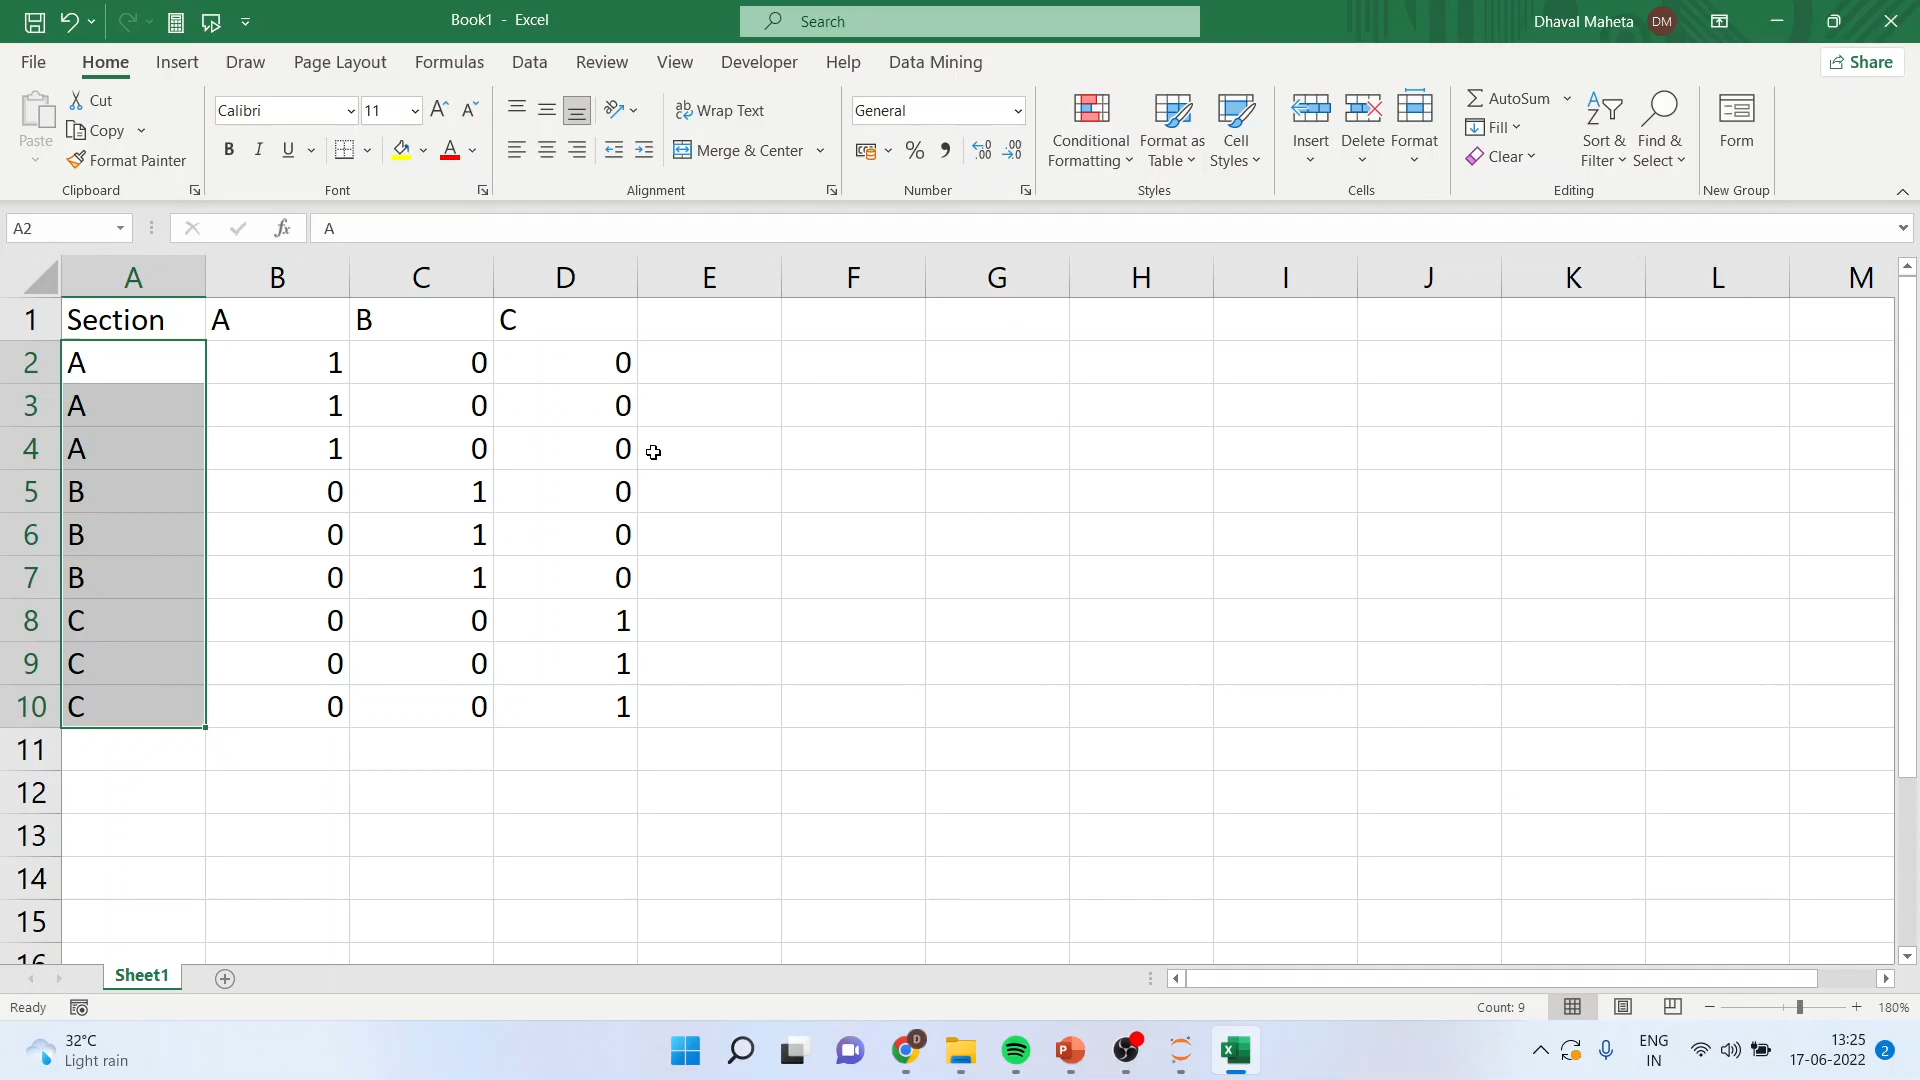 Book1 - Excel
Search
Dhaval Maheta DM
File Home Insert Draw Page Layout Formulas Data Review View Developer Help Data Mining Share
Paste
Cut
Copy
Format Painter
Clipboard
Calibri 11
B I U
Font
Wrap Text
Merge & Center
Alignment
General
Number
Conditional Formatting
Format as Table
Cell Styles
Styles
Insert
Delete
Format
Cells
AutoSum
Fill
Clear
Sort & Filter
Find & Select
Editing
Form
New Group
A2 fx A
A B C D E F G H I J K L M
1 Section A B C
2 A 1 0 0
3 A 1 0 0
4 A 1 0 0
5 B 0 1 0
6 B 0 1 0
7 B 0 1 0
8 C 0 0 1
9 C 0 0 1
10 C 0 0 1
11
12
13
14
15
16
Sheet1
Ready Count: 9 180%
32°C
Light rain
ENG
IN
13:25
17-06-2022
2